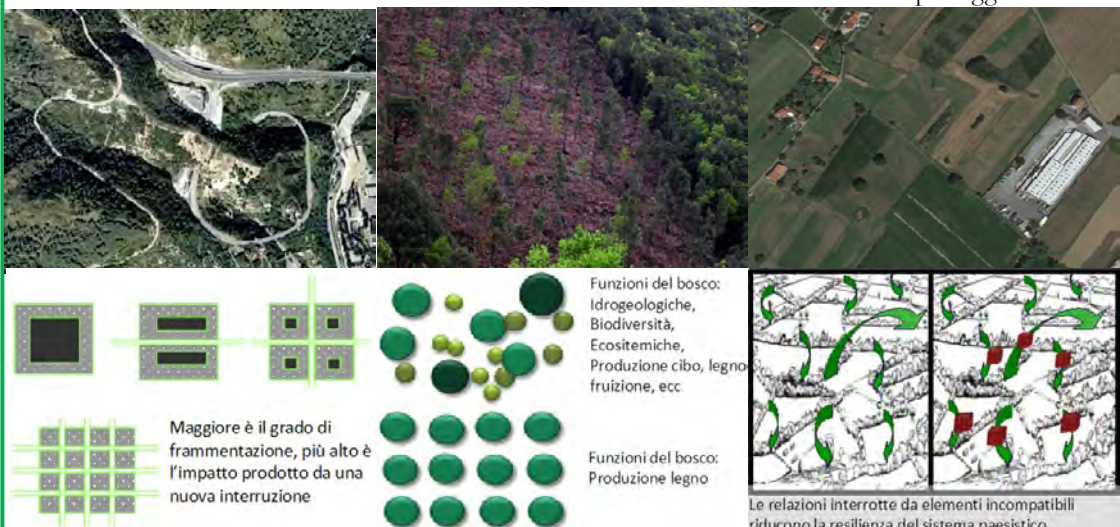 Maggiore è il grado di
frammentazione, più alto è
l'impatto prodotto da una
nuova interruzione
Funzioni del bosco:
Idrogeologiche,
Biodiversità,
Ecositemiche,
Produzione cibo, legno
fruizione, ecc
Funzioni del bosco:
Produzione legno
Le relazioni interrotte da elementi incompatibili
riducono la resilienza del sistema paesistico